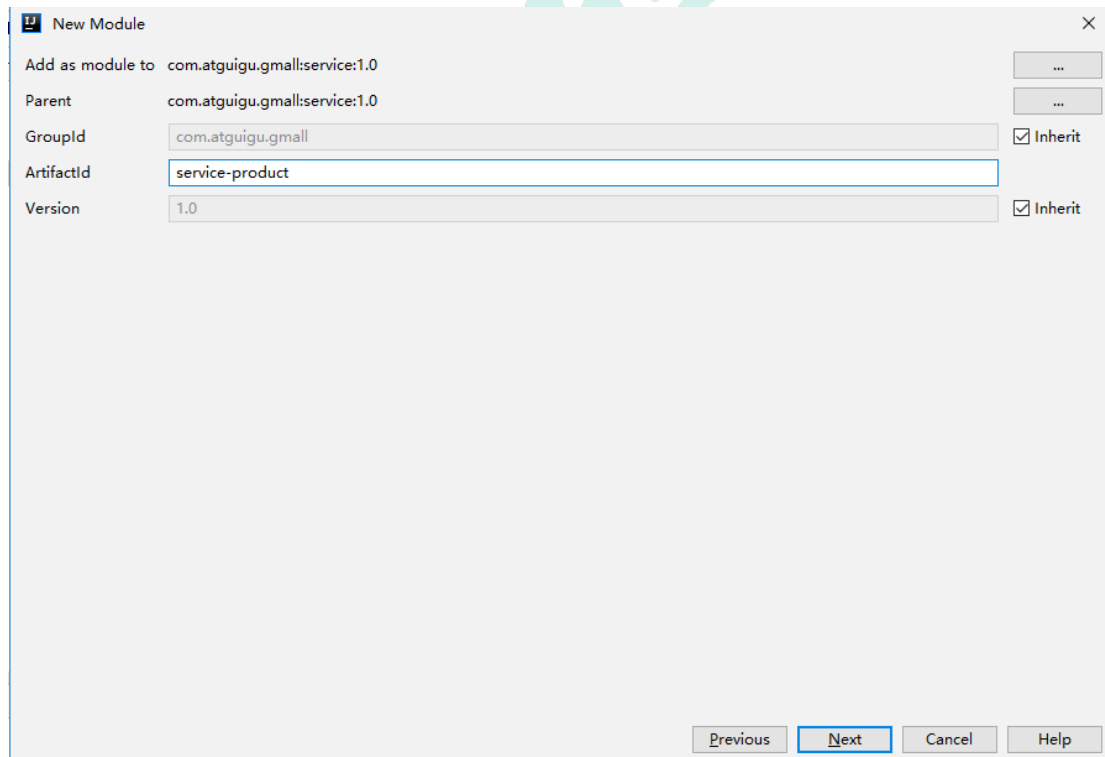 New Module
Add as module to com.atguigu.gmall:service:1.0 ...
Parent com.atguigu.gmall:service:1.0 ...
GroupId com.atguigu.gmall Inherit
ArtifactId service-product
Version 1.0 Inherit
Previous Next Cancel Help